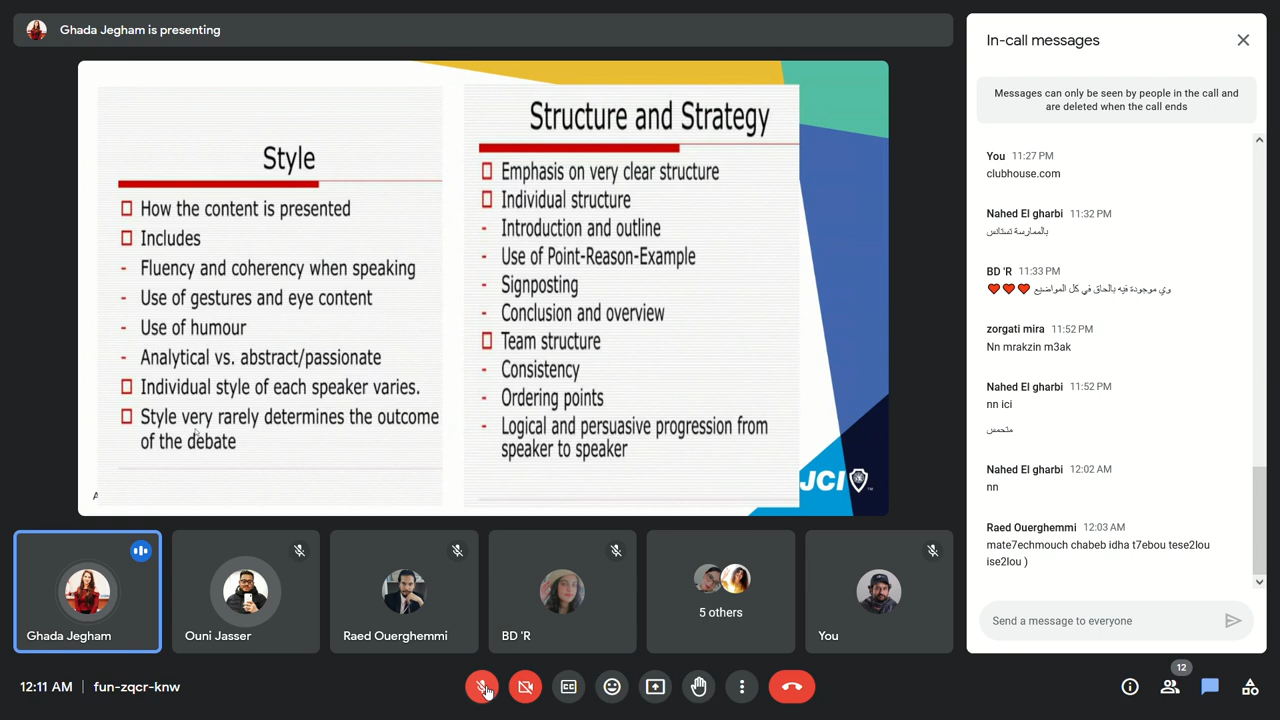 Ghada Jegham is presenting
Style
How the content is presented
Includes
- Fluency and coherency when speaking
- Use of gestures and eye content
- Use of humour
- Analytical vs. abstract/passionate
Individual style of each speaker varies.
Style very rarely determines the outcome
of the debate
A
Structure and Strategy
Emphasis on very clear structure
Individual structure
- Introduction and outline
- Use of Point-Reason-Example
- Signposting
- Conclusion and overview
Team structure
- Consistency
- Ordering points
- Logical and persuasive progression from
speaker to speaker
JCI
Ghada Jegham
Ouni Jasser
Raed Ouerghemmi
BD 'R
5 others
You
12:11 AM | fun-zqcr-knw
In-call messages
Messages can only be seen by people in the call and
are deleted when the call ends
You 11:27 PM
clubhouse.com
Nahed El gharbi 11:32 PM
بالممارسة تستانس
BD 'R 11:33 PM
❤️ ❤️ ❤️ وي موجودة فيه بالحاق في كل المواضيع
zorgati mira 11:52 PM
Nn mrakzin m3ak
Nahed El gharbi 11:52 PM
nn ici
متحمس
Nahed El gharbi 12:02 AM
nn
Raed Ouerghemmi 12:03 AM
mate7echmouch chabeb idha t7ebou tese2lou
ise2lou )
Send a message to everyone
12